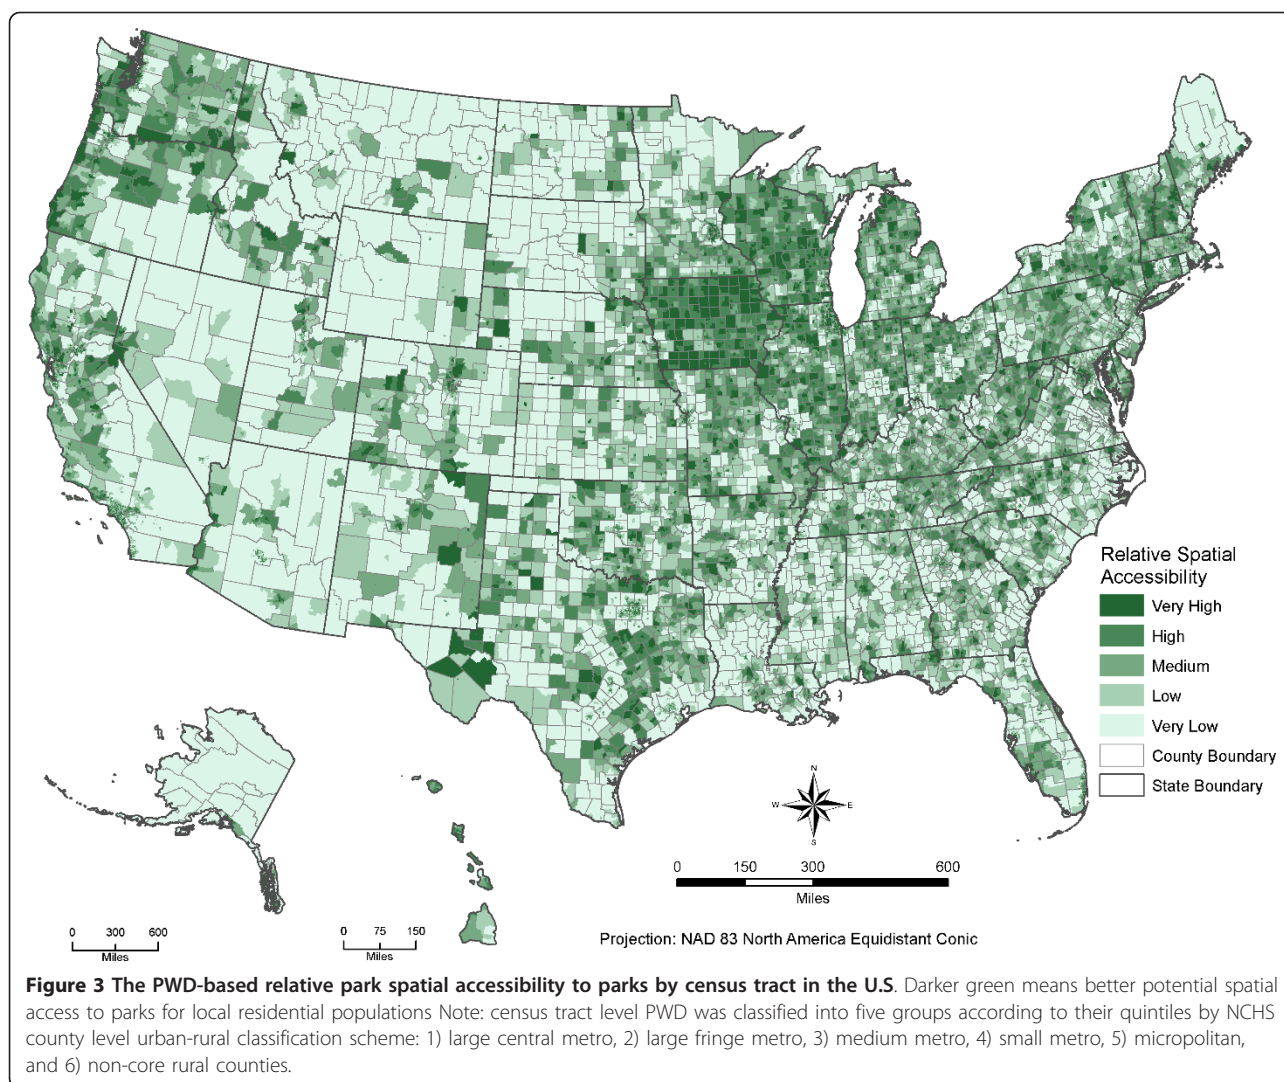 Relative Spatial
Accessibility
Very High
High
Medium
Low
Very Low
County Boundary
State Boundary
N
W
E
S
0 150 300 600
Miles
0 300 600
Miles
0 75 150
Miles
Projection: NAD 83 North America Equidistant Conic
Figure 3 The PWD-based relative park spatial accessibility to parks by census tract in the U.S. Darker green means better potential spatial
access to parks for local residential populations Note: census tract level PWD was classified into five groups according to their quintiles by NCHS
county level urban-rural classification scheme: 1) large central metro, 2) large fringe metro, 3) medium metro, 4) small metro, 5) micropolitan,
and 6) non-core rural counties.